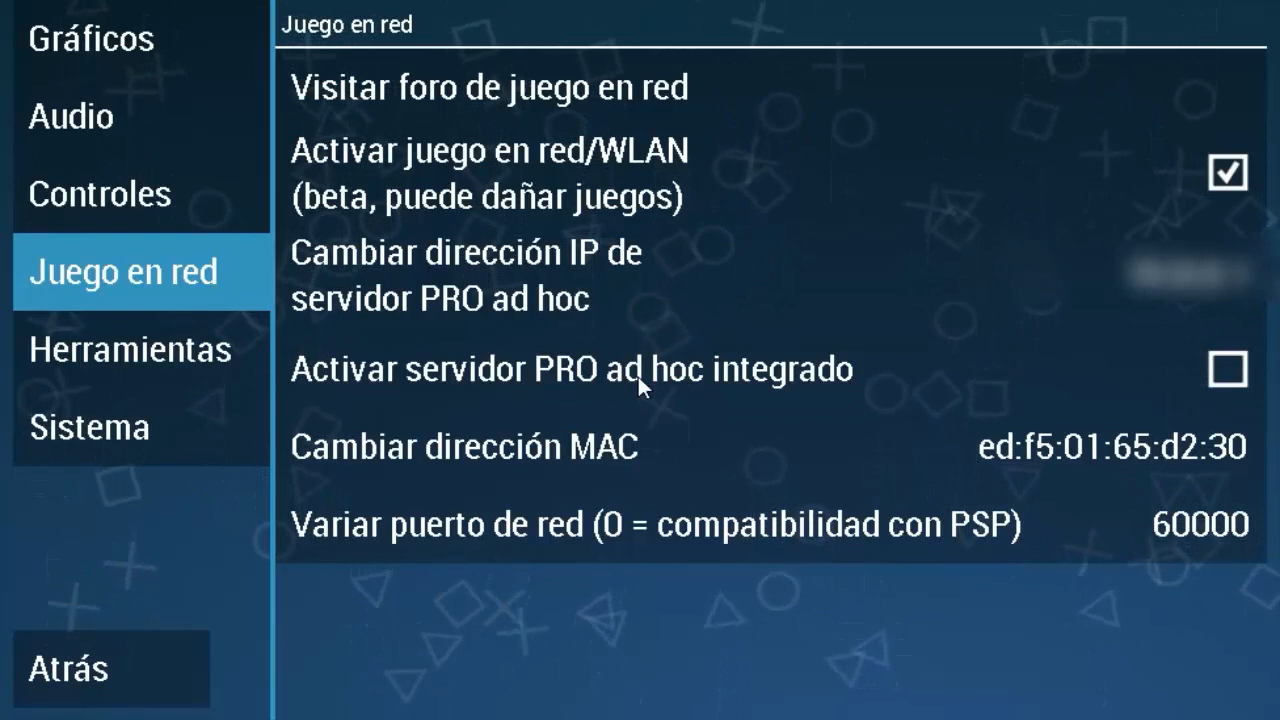 Gráficos
Audio
Controles
Juego en red
Herramientas
Sistema
Atrás
Juego en red
Visitar foro de juego en red
Activar juego en red/WLAN
(beta, puede dañar juegos)
Cambiar dirección IP de
servidor PRO ad hoc
Activar servidor PRO ad hoc integrado
Cambiar dirección MAC ed:f5:01:65:d2:30
Variar puerto de red (0 = compatibilidad con PSP) 60000